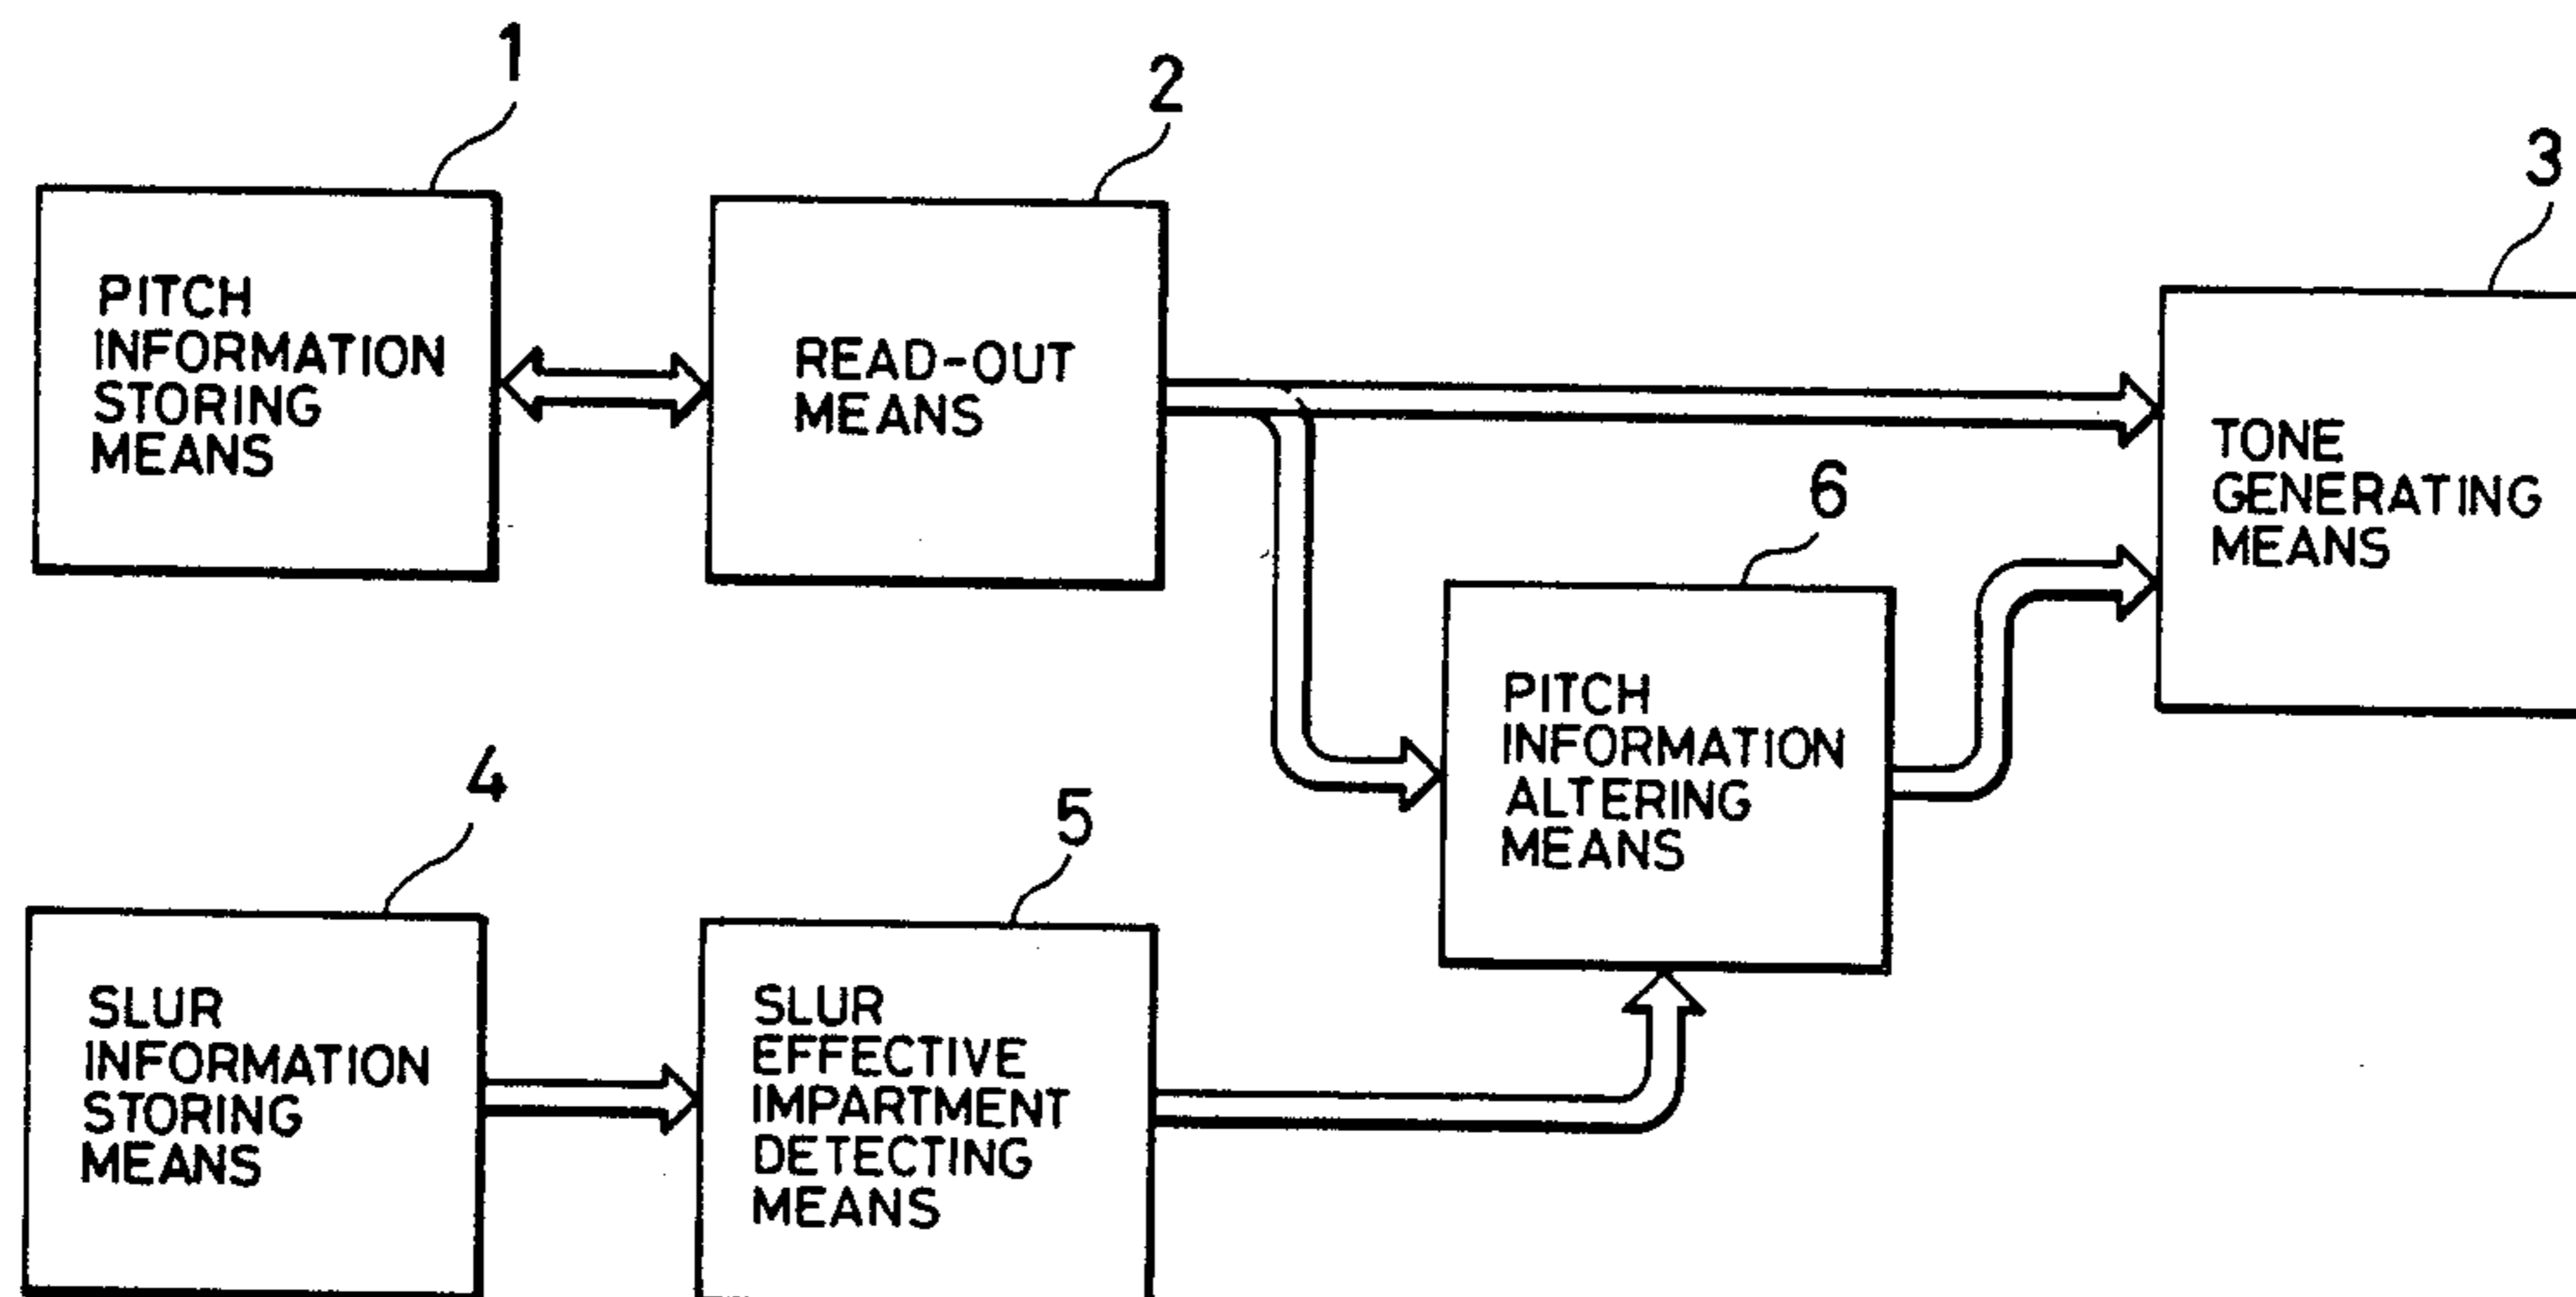 1
2
3
PITCH
INFORMATION
STORING
MEANS
READ-OUT
MEANS
TONE
GENERATING
MEANS
6
PITCH
INFORMATION
ALTERING
MEANS
4
5
SLUR
INFORMATION
STORING
MEANS
SLUR
EFFECTIVE
IMPARTMENT
DETECTING
MEANS